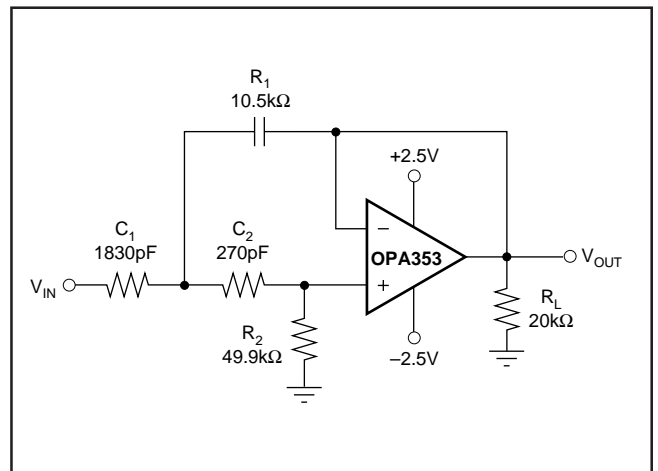 R1
10.5kΩ
+2.5V
C1
1830pF
C2
270pF
–
OPA353
+
VIN
VOUT
R2
49.9kΩ
–2.5V
RL
20kΩ